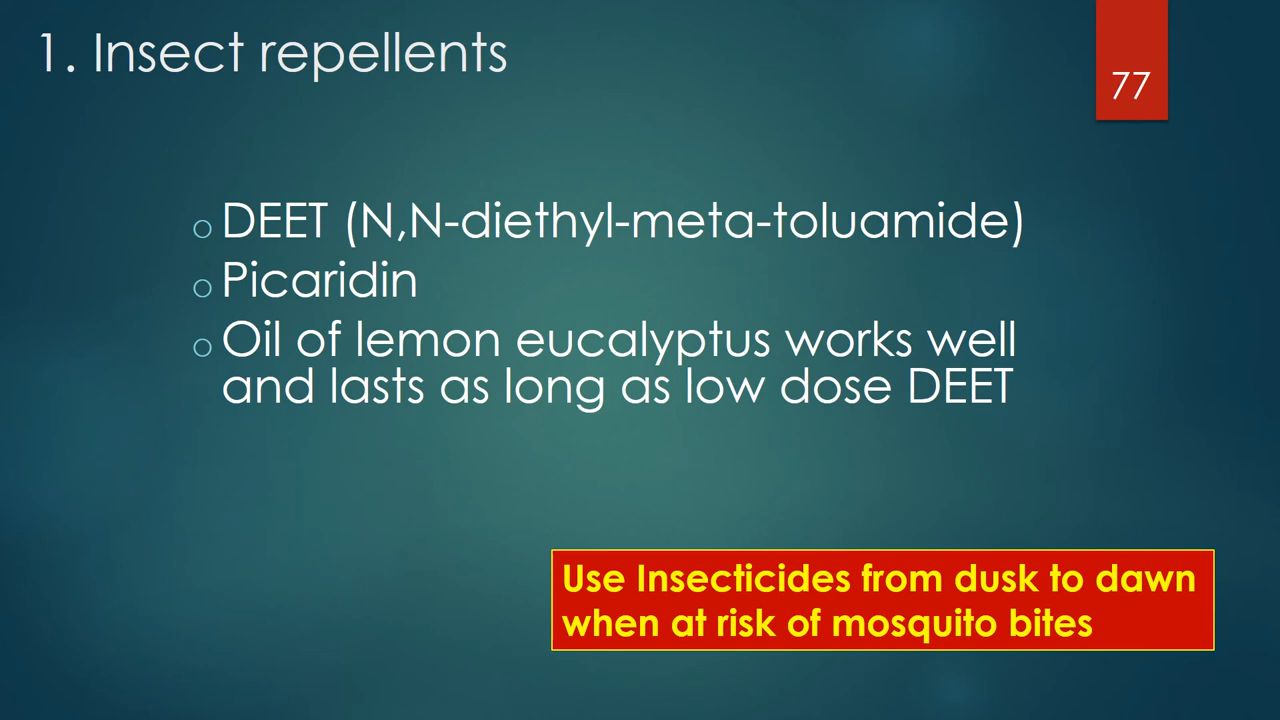 1. Insect repellents
77
o DEET (N,N-diethyl-meta-toluamide)
o Picaridin
o Oil of lemon eucalyptus works well
and lasts as long as low dose DEET
Use Insecticides from dusk to dawn
when at risk of mosquito bites